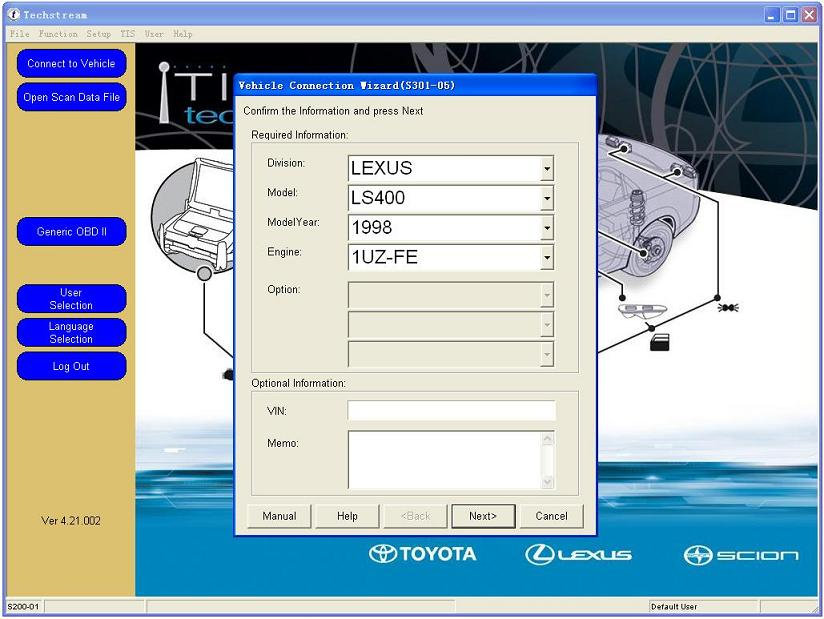 Techstream
File Function Setup TIS User Help
Connect to Vehicle
Open Scan Data File
Generic OBD II
User
Selection
Language
Selection
Log Out
Ver 4.21.002
Vehicle Connection Wizard(S301-05)
Confirm the Information and press Next
Required Information:
Division: LEXUS
Model: LS400
ModelYear: 1998
Engine: 1UZ-FE
Option:
Optional Information:
VIN:
Memo:
Manual Help <Back Next> Cancel
TOYOTA LEXUS SCION
S200-01 Default User